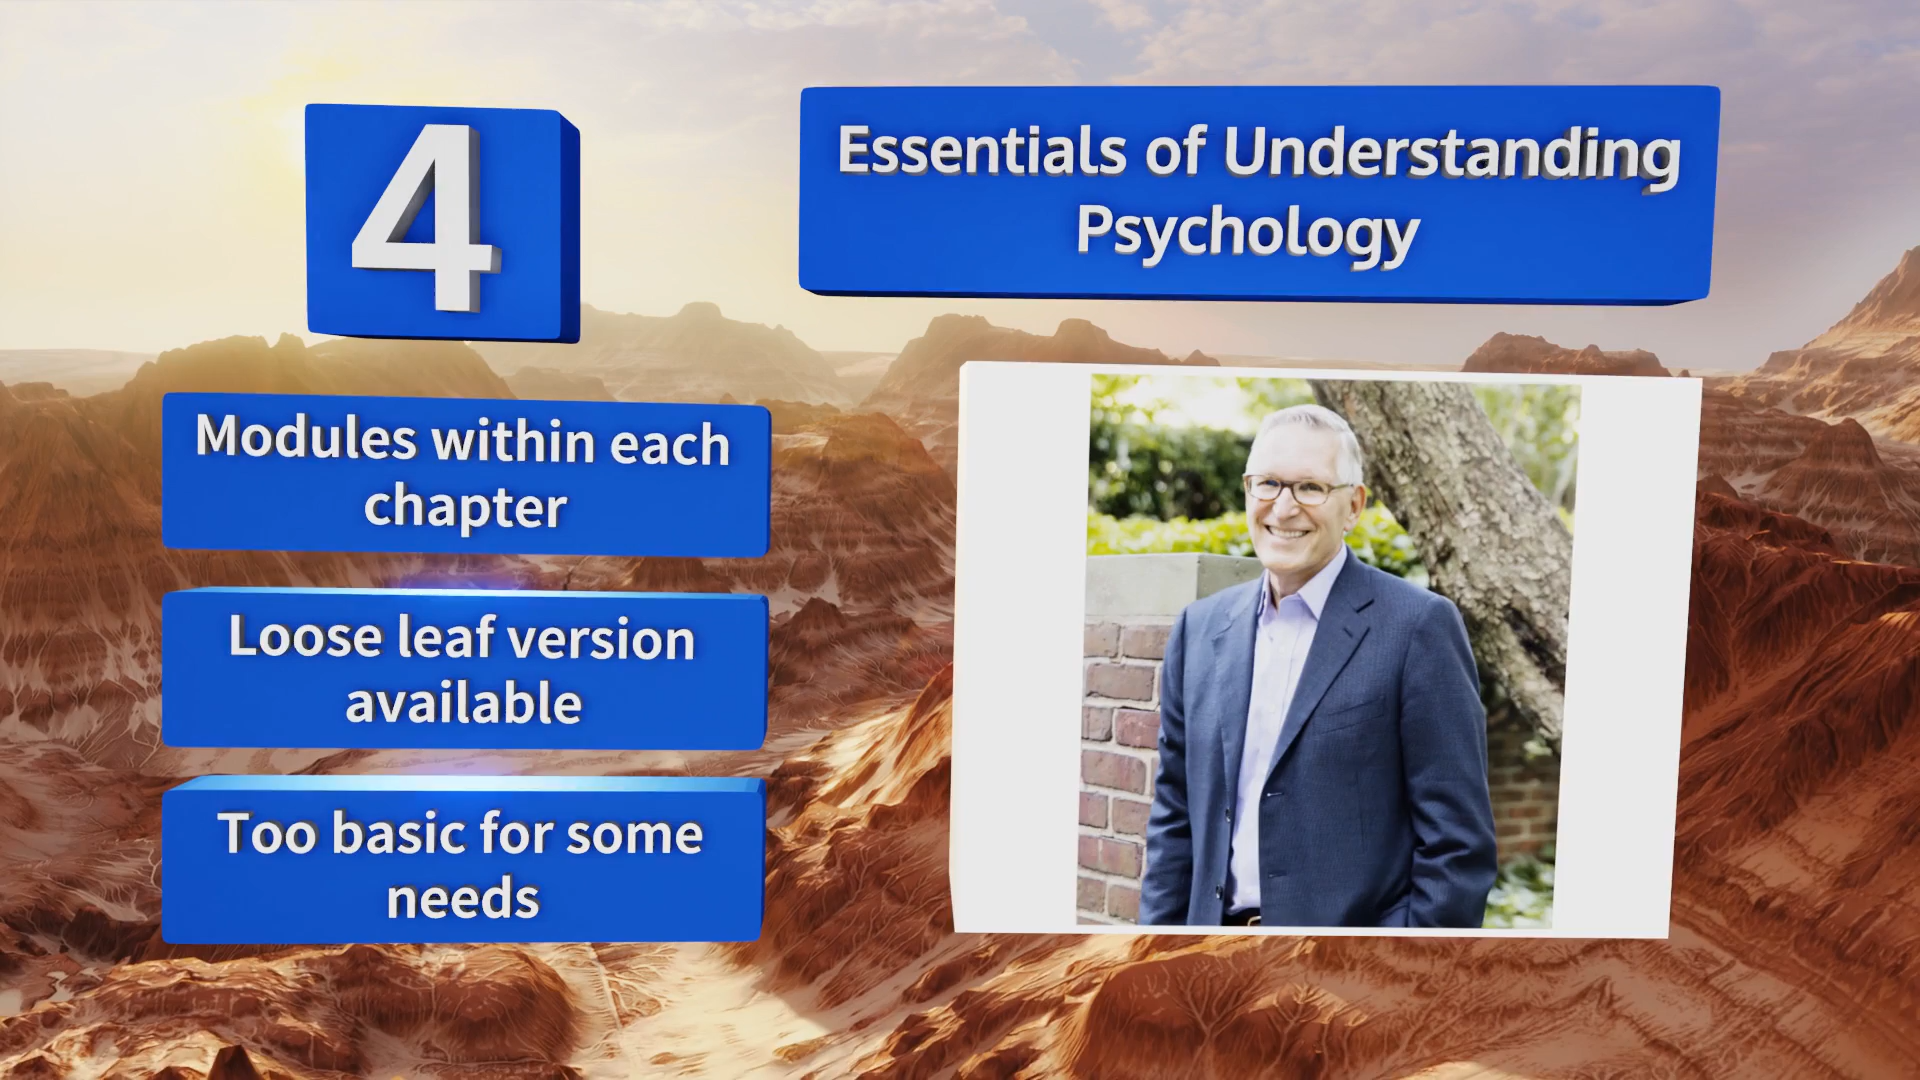 4
Essentials of Understanding
Psychology
Modules within each
chapter
Loose leaf version
available
Too basic for some
needs